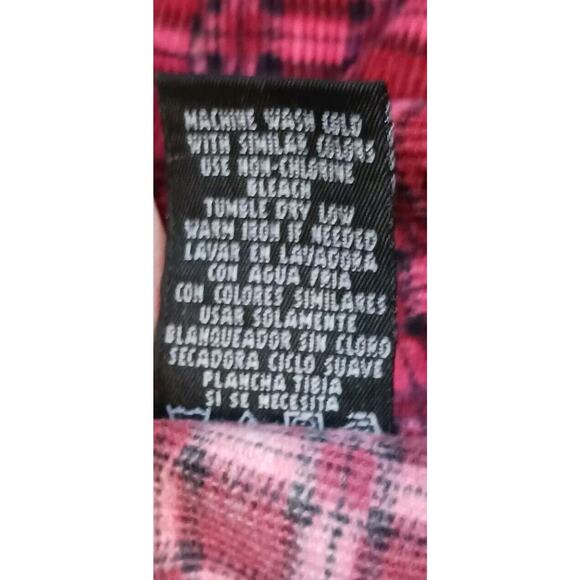 MACHINE WASH COLD
WITH SIMILAR COLORS
USE NON-CHLORINE
BLEACH
TUMBLE DRY LOW
WARM IRON IF NEEDED
LAVAR EN LAVADORA
CON AGUA FRIA
CON COLORES SIMILARES
USAR SOLAMENTE
BLANQUEADOR SIN CLORO
SECADORA CICLO SUAVE
PLANCHA TIBIA
SI SE NECESITA